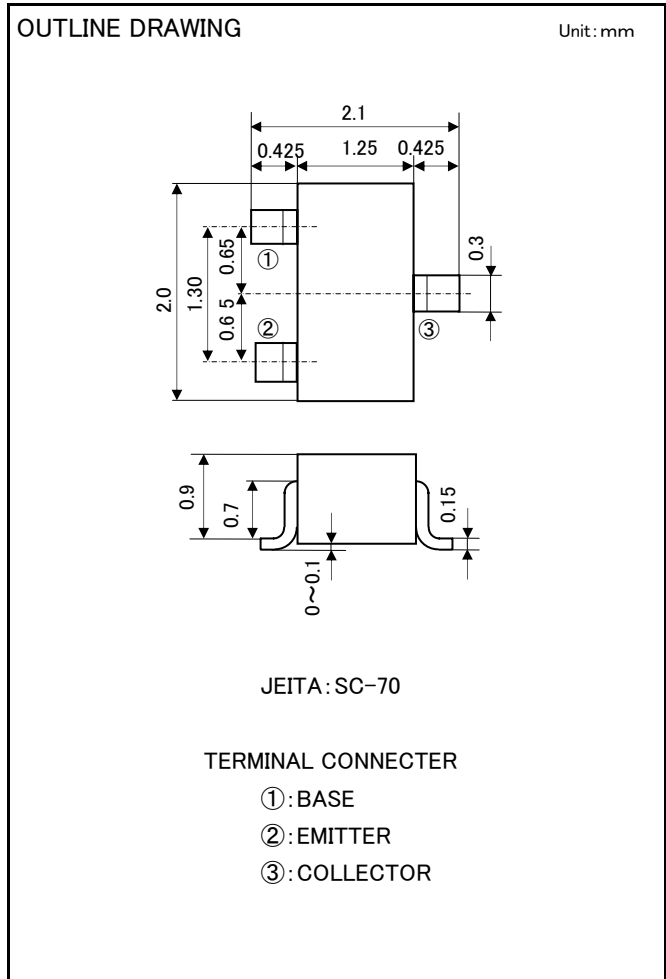 OUTLINE DRAWING
Unit:mm
2.1
0.425 1.25 0.425
2.0
1.30
0.65
0.6 5
0.3
①
②
③
0.9
0.7
0.15
0~0.1
JEITA:SC-70
TERMINAL CONNECTER
①:BASE
②:EMITTER
③:COLLECTOR